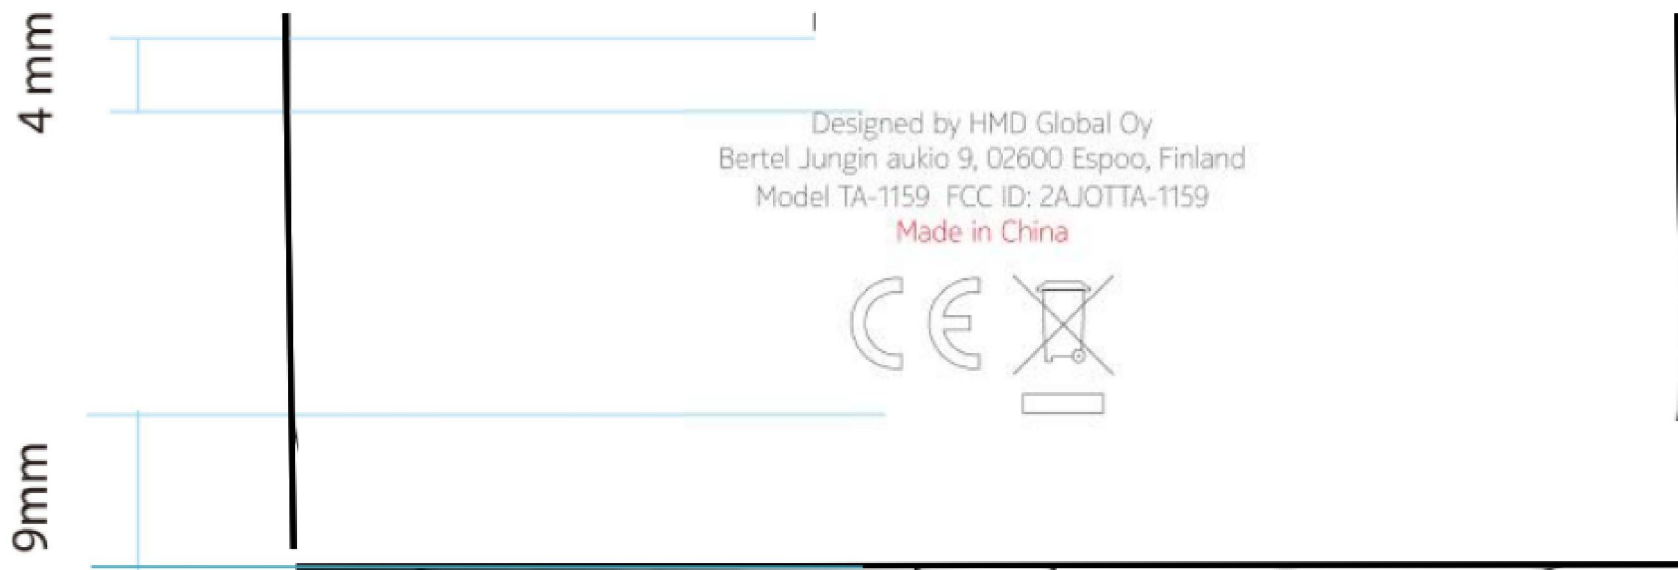 4 mm
Designed by HMD Global Oy
Bertel Jungin aukio 9, 02600 Espoo, Finland
Model TA-1159 FCC ID: 2AJOTTA-1159
Made in China
CE
9mm